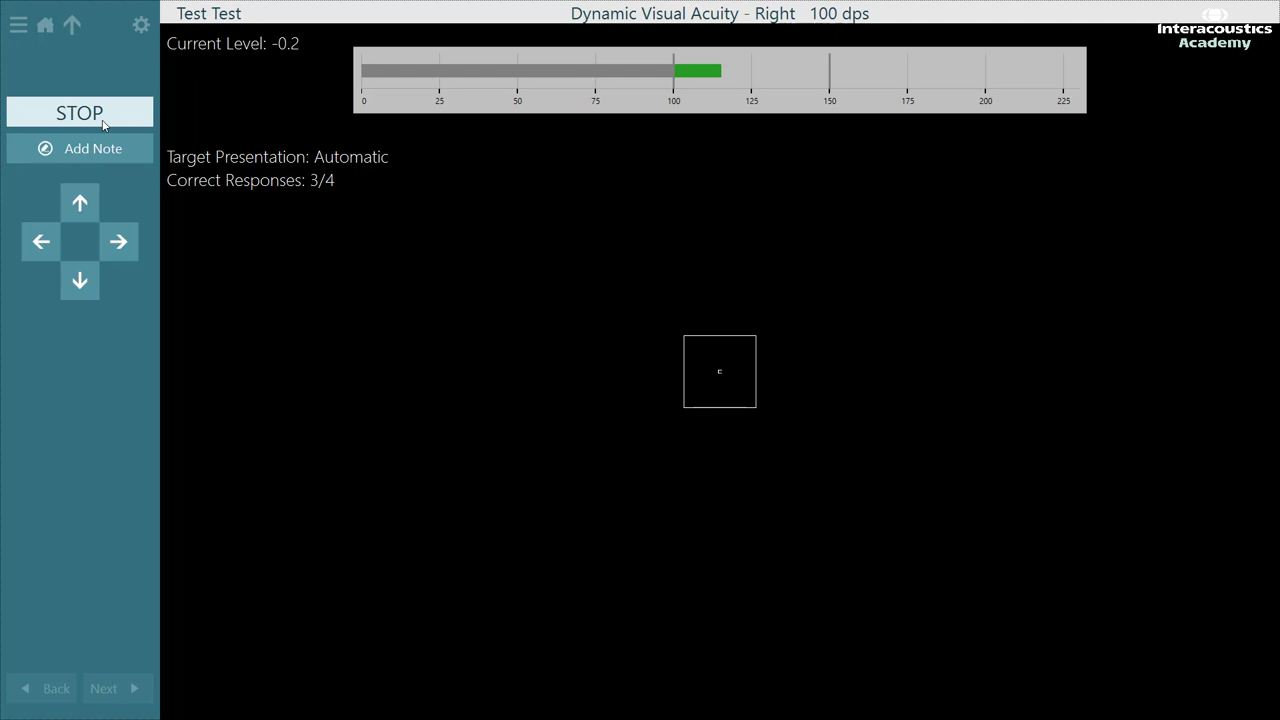 Test Test
Dynamic Visual Acuity - Right 100 dps
Interacoustics
Academy
Current Level: -0.2
0 25 50 75 100 125 150 175 200 225
STOP
Add Note
Target Presentation: Automatic
Correct Responses: 3/4
Back Next